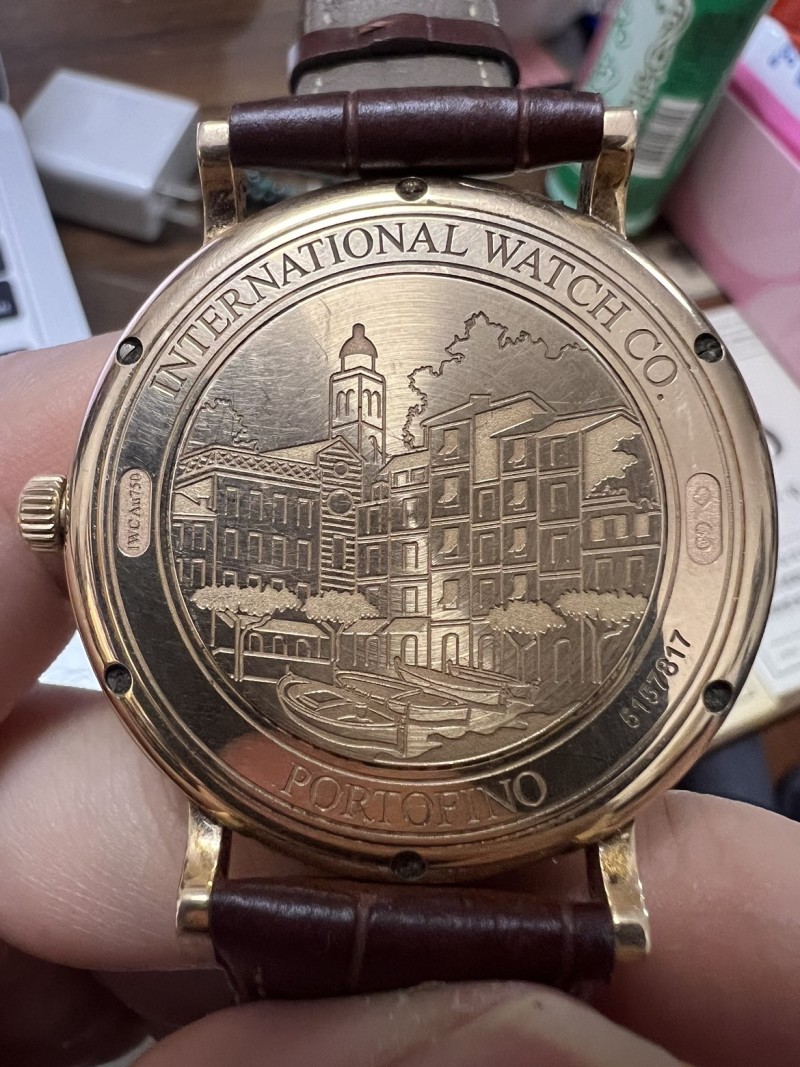 INTERNATIONAL WATCH CO.
IWC Au750
5157817
PORTOFINO